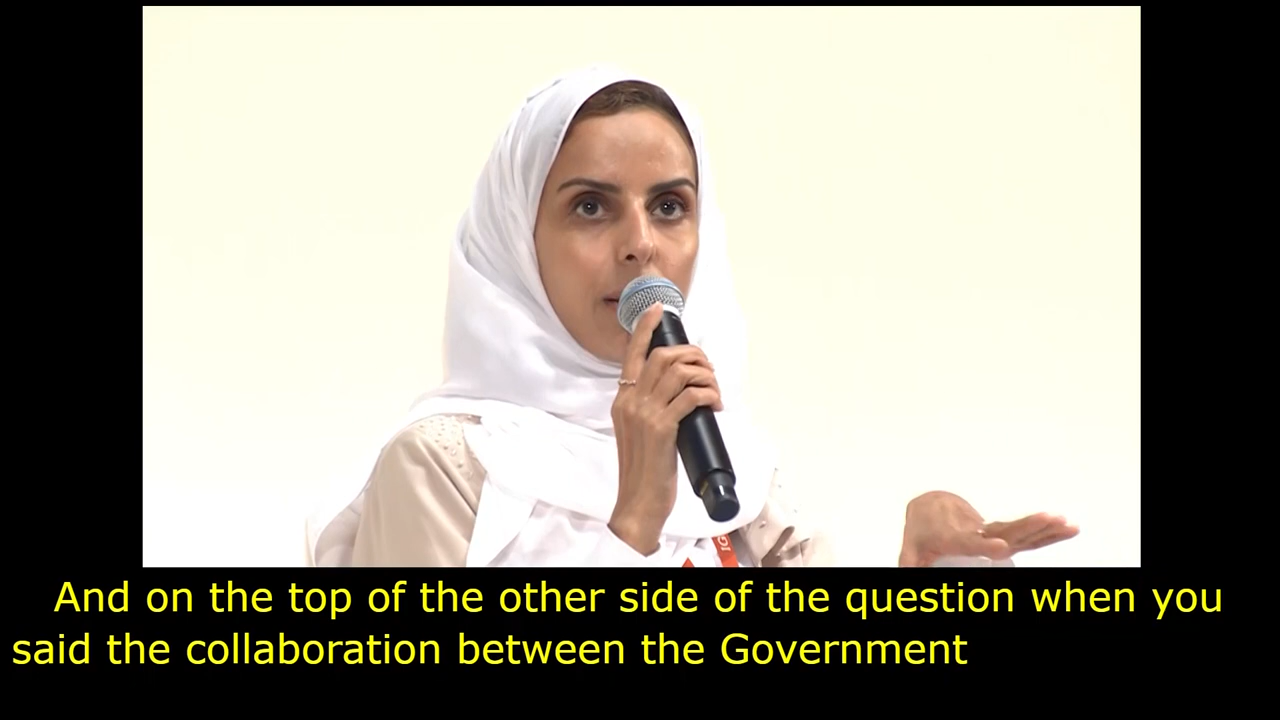 And on the top of the other side of the question when you
said the collaboration between the Government